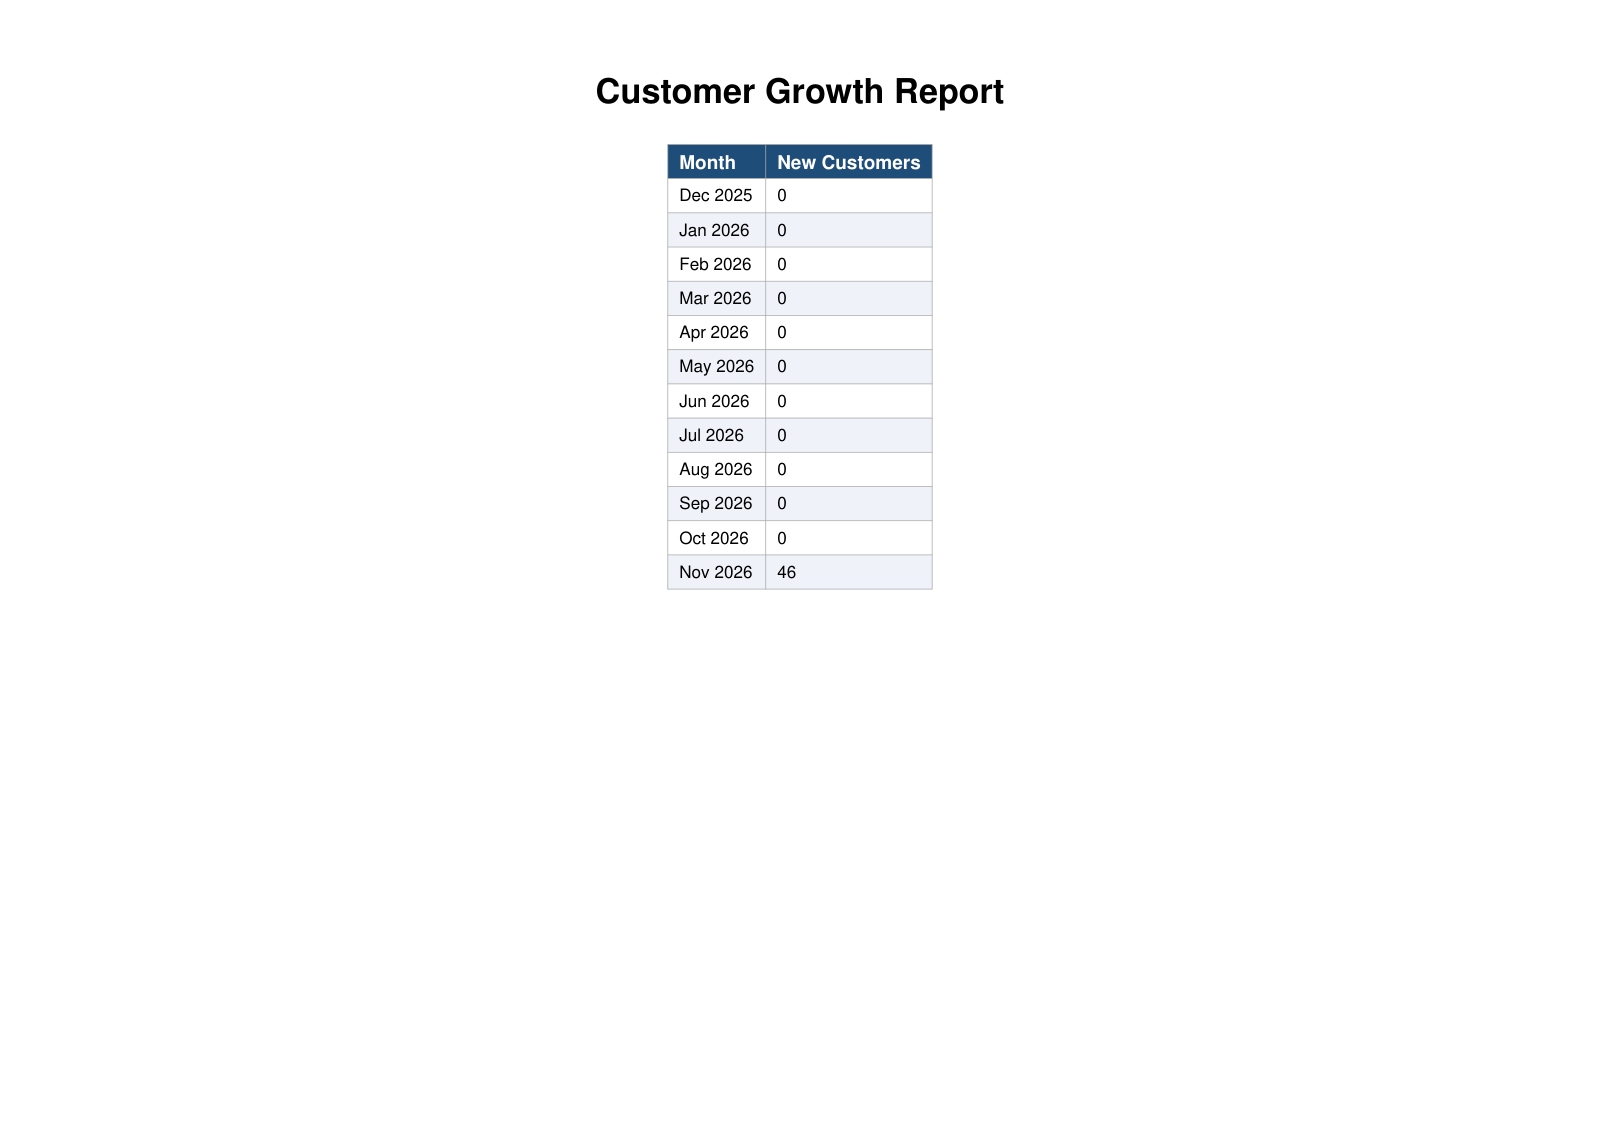 Customer Growth Report
Month New Customers
Dec 2025 0
Jan 2026 0
Feb 2026 0
Mar 2026 0
Apr 2026 0
May 2026 0
Jun 2026 0
Jul 2026 0
Aug 2026 0
Sep 2026 0
Oct 2026 0
Nov 2026 46